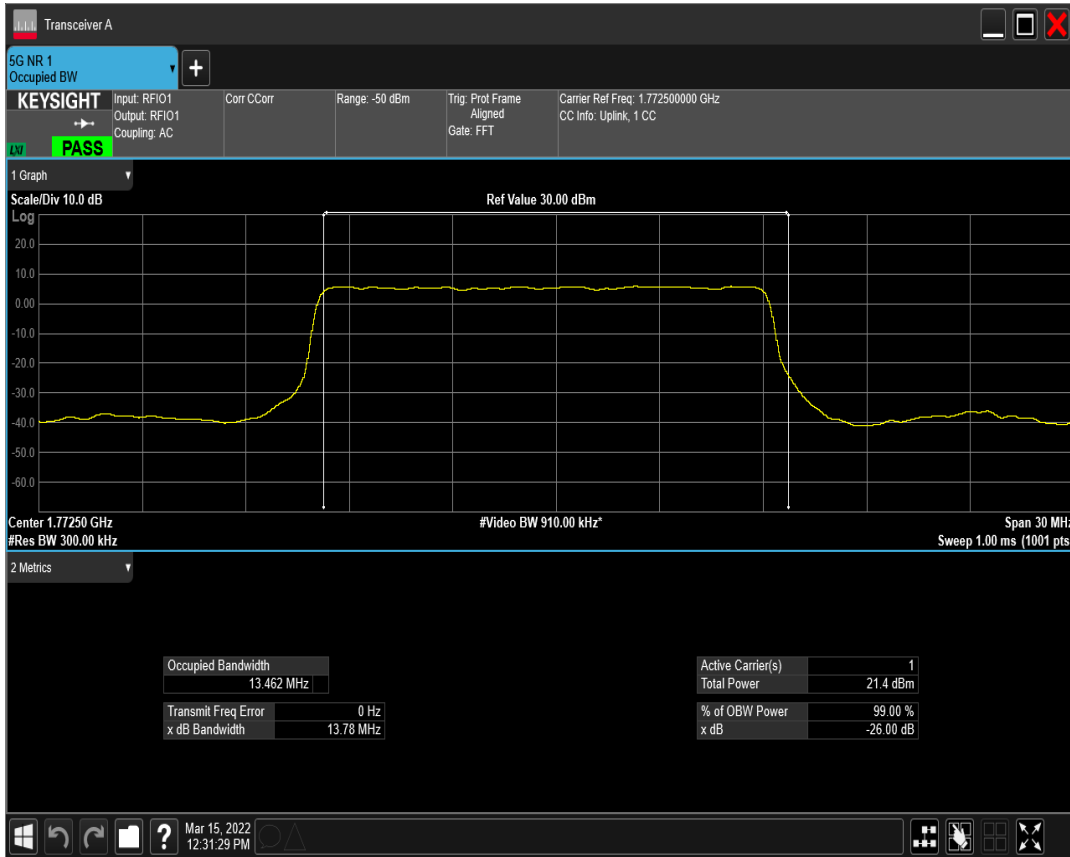 Transceiver A
5G NR 1
Occupied BW
KEYSIGHT
LXI
PASS
Input: RFIO1
Output: RFIO1
Coupling: AC
Corr CCorr
Range: -50 dBm
Trig: Prot Frame
Aligned
Gate: FFT
Carrier Ref Freq: 1.772500000 GHz
CC Info: Uplink, 1 CC
1 Graph
Scale/Div 10.0 dB
Ref Value 30.00 dBm
Log
20.0
10.0
0.00
-10.0
-20.0
-30.0
-40.0
-50.0
-60.0
Center 1.77250 GHz
#Video BW 910.00 kHz*
Span 30 MHz
#Res BW 300.00 kHz
Sweep 1.00 ms (1001 pts
2 Metrics
Occupied Bandwidth
13.462 MHz
Transmit Freq Error 0 Hz
x dB Bandwidth 13.78 MHz
Active Carrier(s) 1
Total Power 21.4 dBm
% of OBW Power 99.00 %
x dB -26.00 dB
Mar 15, 2022
12:31:29 PM